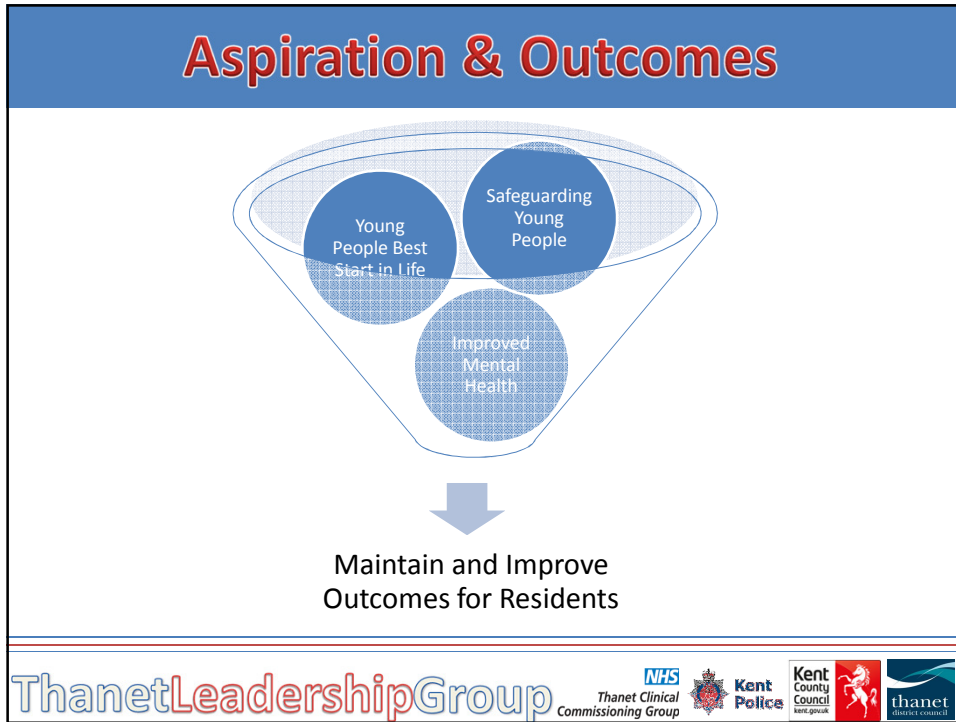 Aspiration & Outcomes
Young
People Best
Start in Life
Safeguarding
Young
People
Improved
Mental
Health
Maintain and Improve
Outcomes for Residents
ThanetLeadershipGroup
NHS
Thanet Clinical
Commissioning Group
Kent
Police
Kent
County
Council
kent.gov.uk
thanet
district council